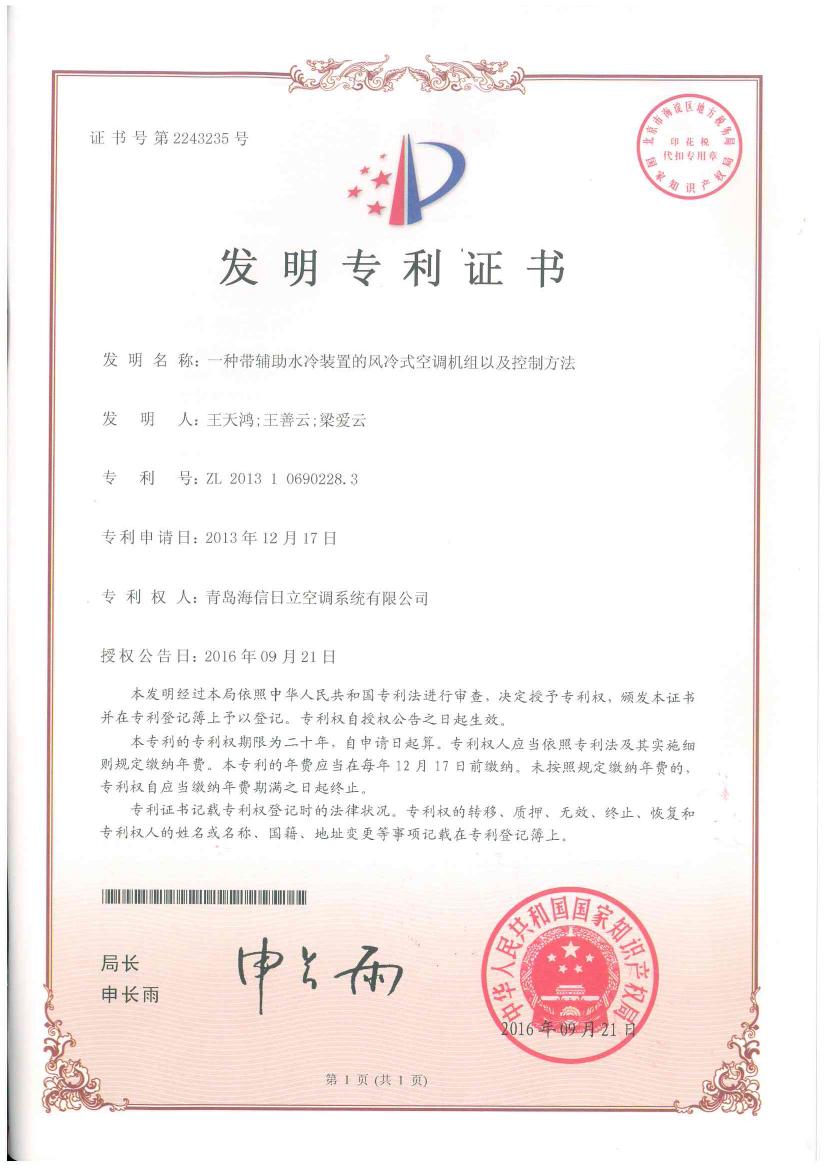 证书号第2243235号
北京市海淀区地方税务局
印花税
代扣专用章
国家知识产权局
发明专利证书
发明名称：一种带辅助水冷装置的风冷式空调机组以及控制方法
发明人：王天鸿;王善云;梁爱云
专利号：ZL 2013 1 0690228.3
专利申请日：2013年12月17日
专利权人：青岛海信日立空调系统有限公司
授权公告日：2016年09月21日
本发明经过本局依照中华人民共和国专利法进行审查，决定授予专利权，颁发本证书
并在专利登记簿上予以登记。专利权自授权公告之日起生效。
本专利的专利权期限为二十年，自申请日起算。专利权人应当依照专利法及其实施细
则规定缴纳年费。本专利的年费应当在每年12月17日前缴纳。未按照规定缴纳年费的，
专利权自应当缴纳年费期满之日起终止。
专利证书记载专利权登记时的法律状况。专利权的转移、质押、无效、终止、恢复和
专利权人的姓名或名称、国籍、地址变更等事项记载在专利登记簿上。
局长
申长雨
申长雨
中华人民共和国国家知识产权局
2016年09月21日
第1页(共1页)